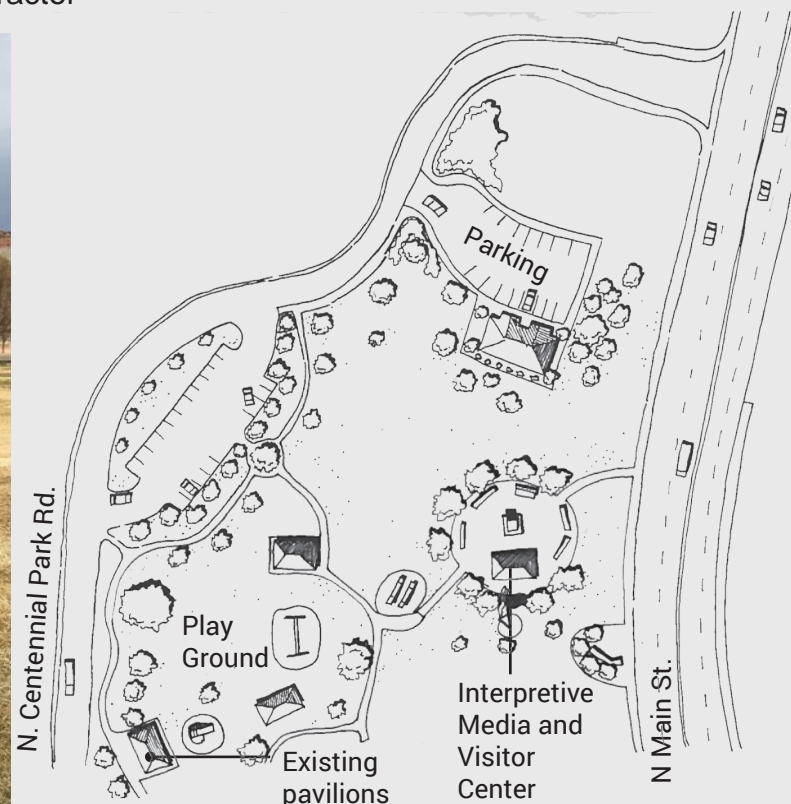 Parking
N. Centennial Park Rd.
Play
Ground
Interpretive
Media and
Visitor
Center
N Main St.
Existing
pavilions